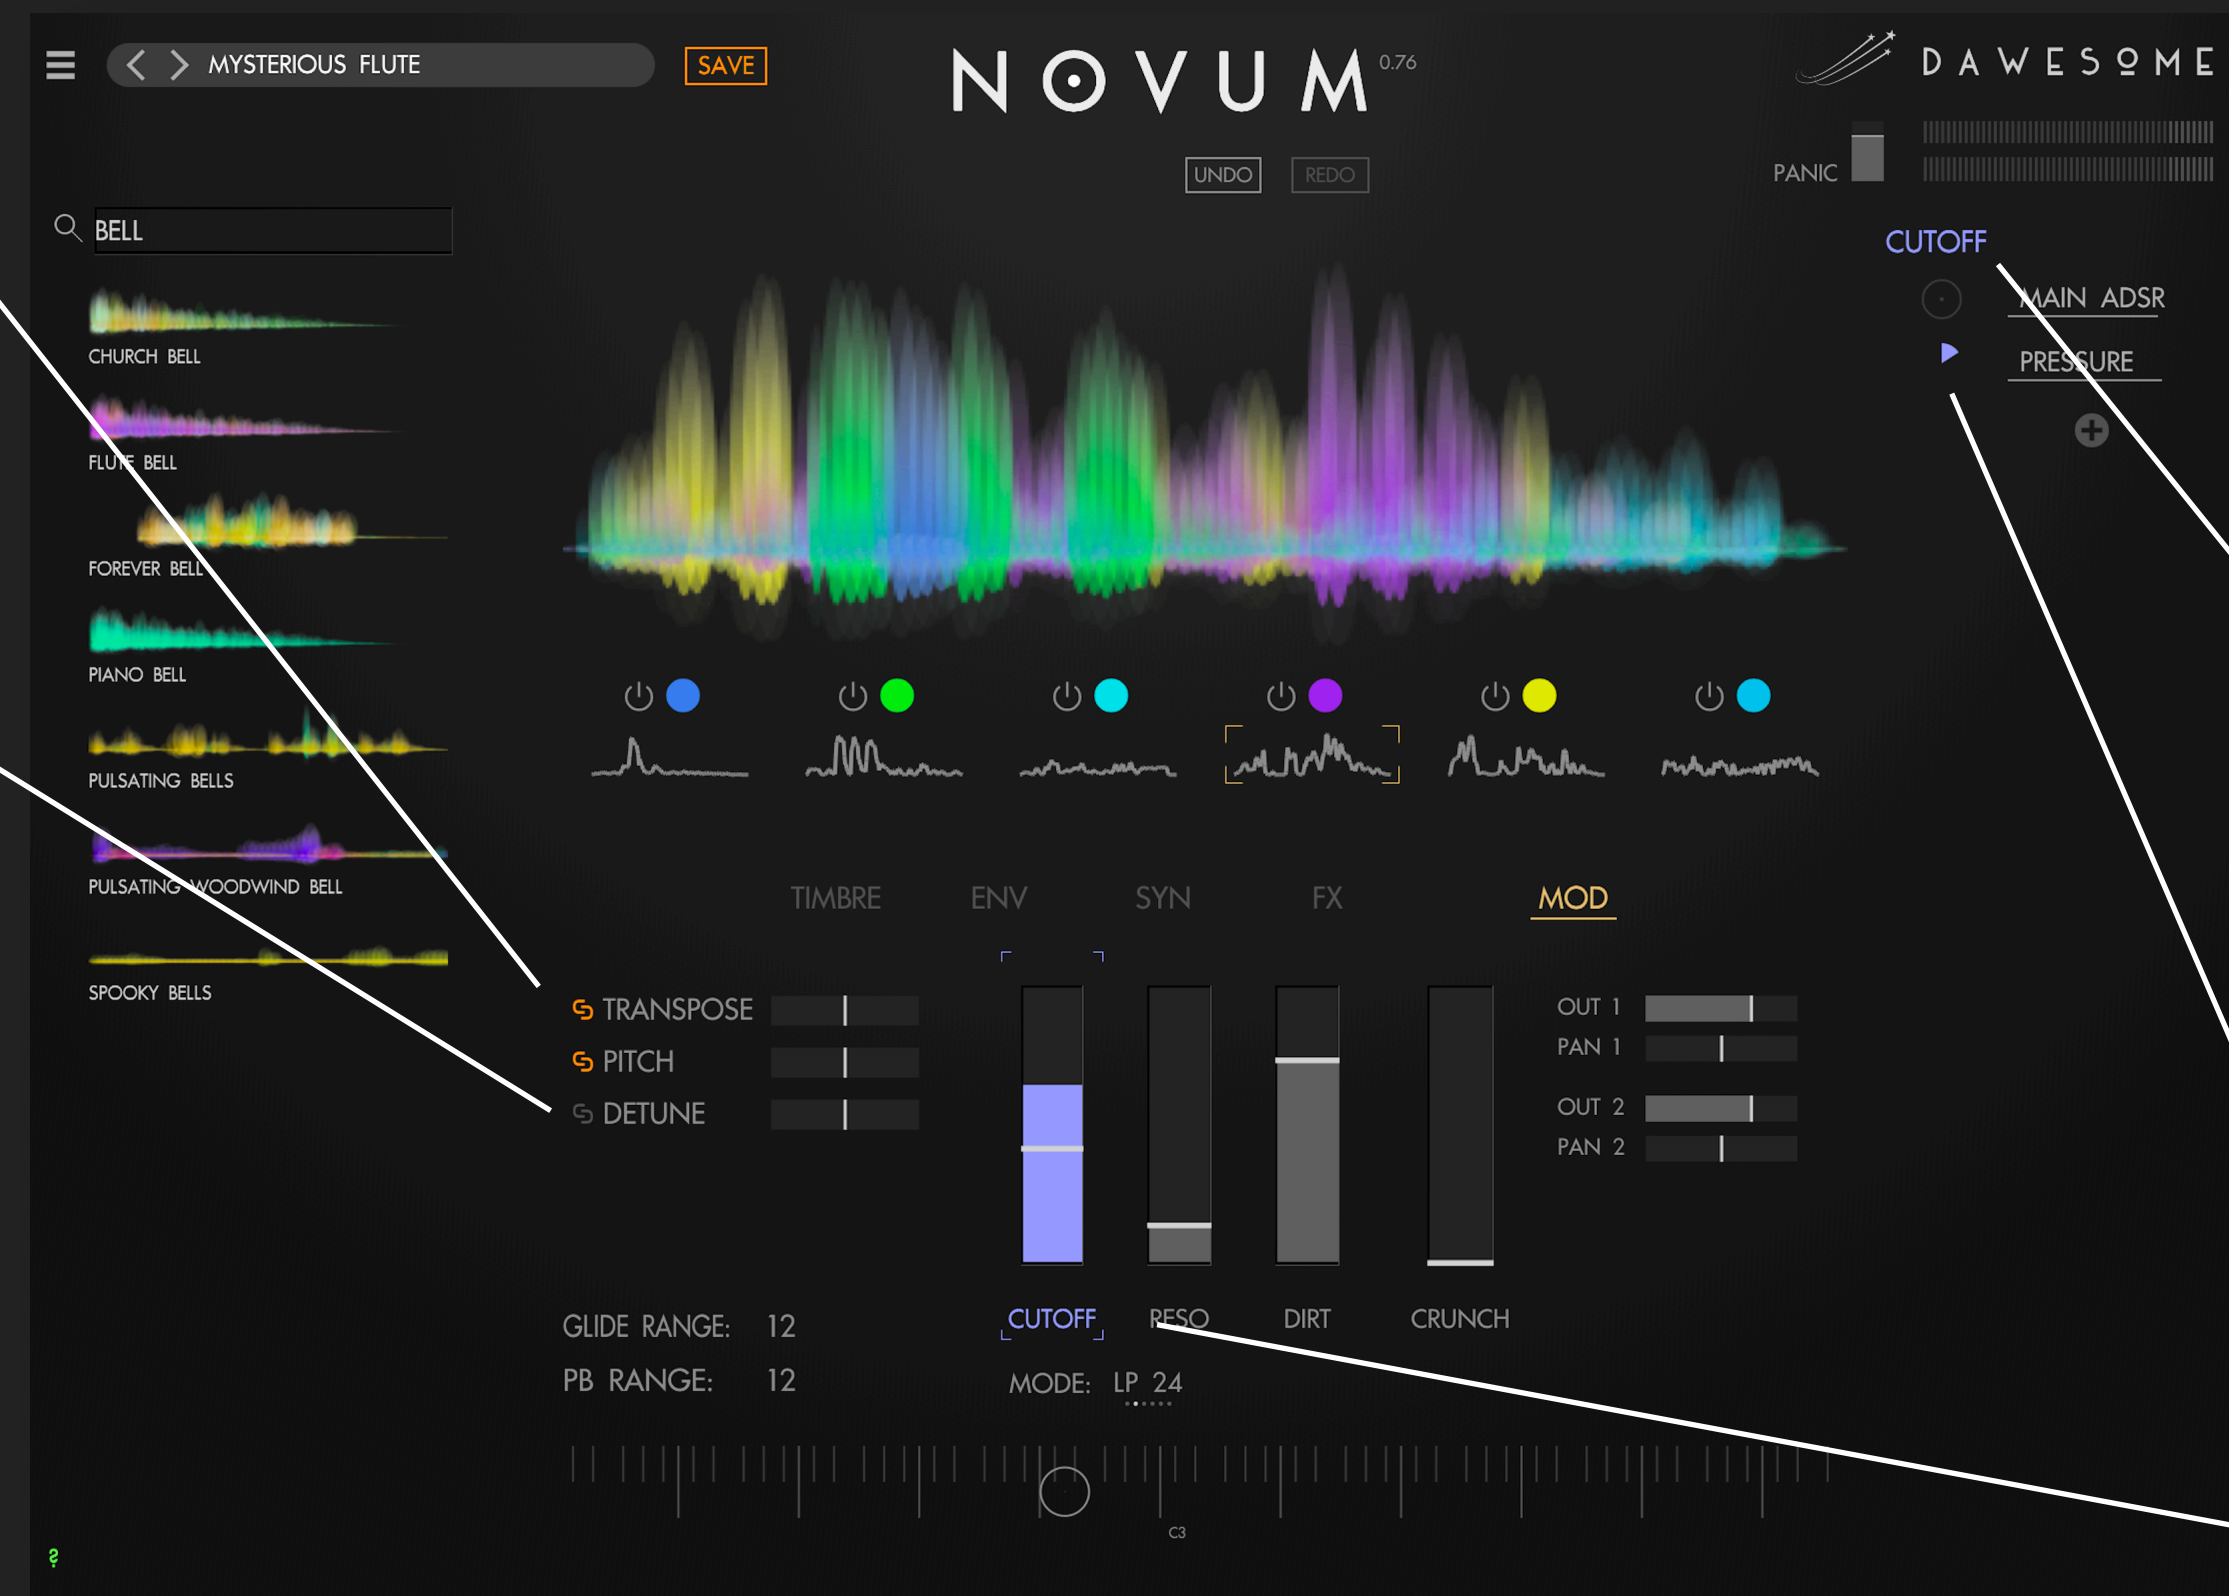 MYSTERIOUS FLUTE
SAVE
NOVUM
0.76
DAWESOME
UNDO
REDO
PANIC
BELL
CUTOFF
MAIN ADSR
PRESSURE
CHURCH BELL
FLUTE BELL
FOREVER BELL
PIANO BELL
PULSATING BELLS
PULSATING WOODWIND BELL
SPOOKY BELLS
TIMBRE
ENV
SYN
FX
MOD
TRANSPOSE
PITCH
DETUNE
OUT 1
PAN 1
OUT 2
PAN 2
CUTOFF
RESO
DIRT
CRUNCH
GLIDE RANGE: 12
PB RANGE: 12
MODE: LP 24
C3
?